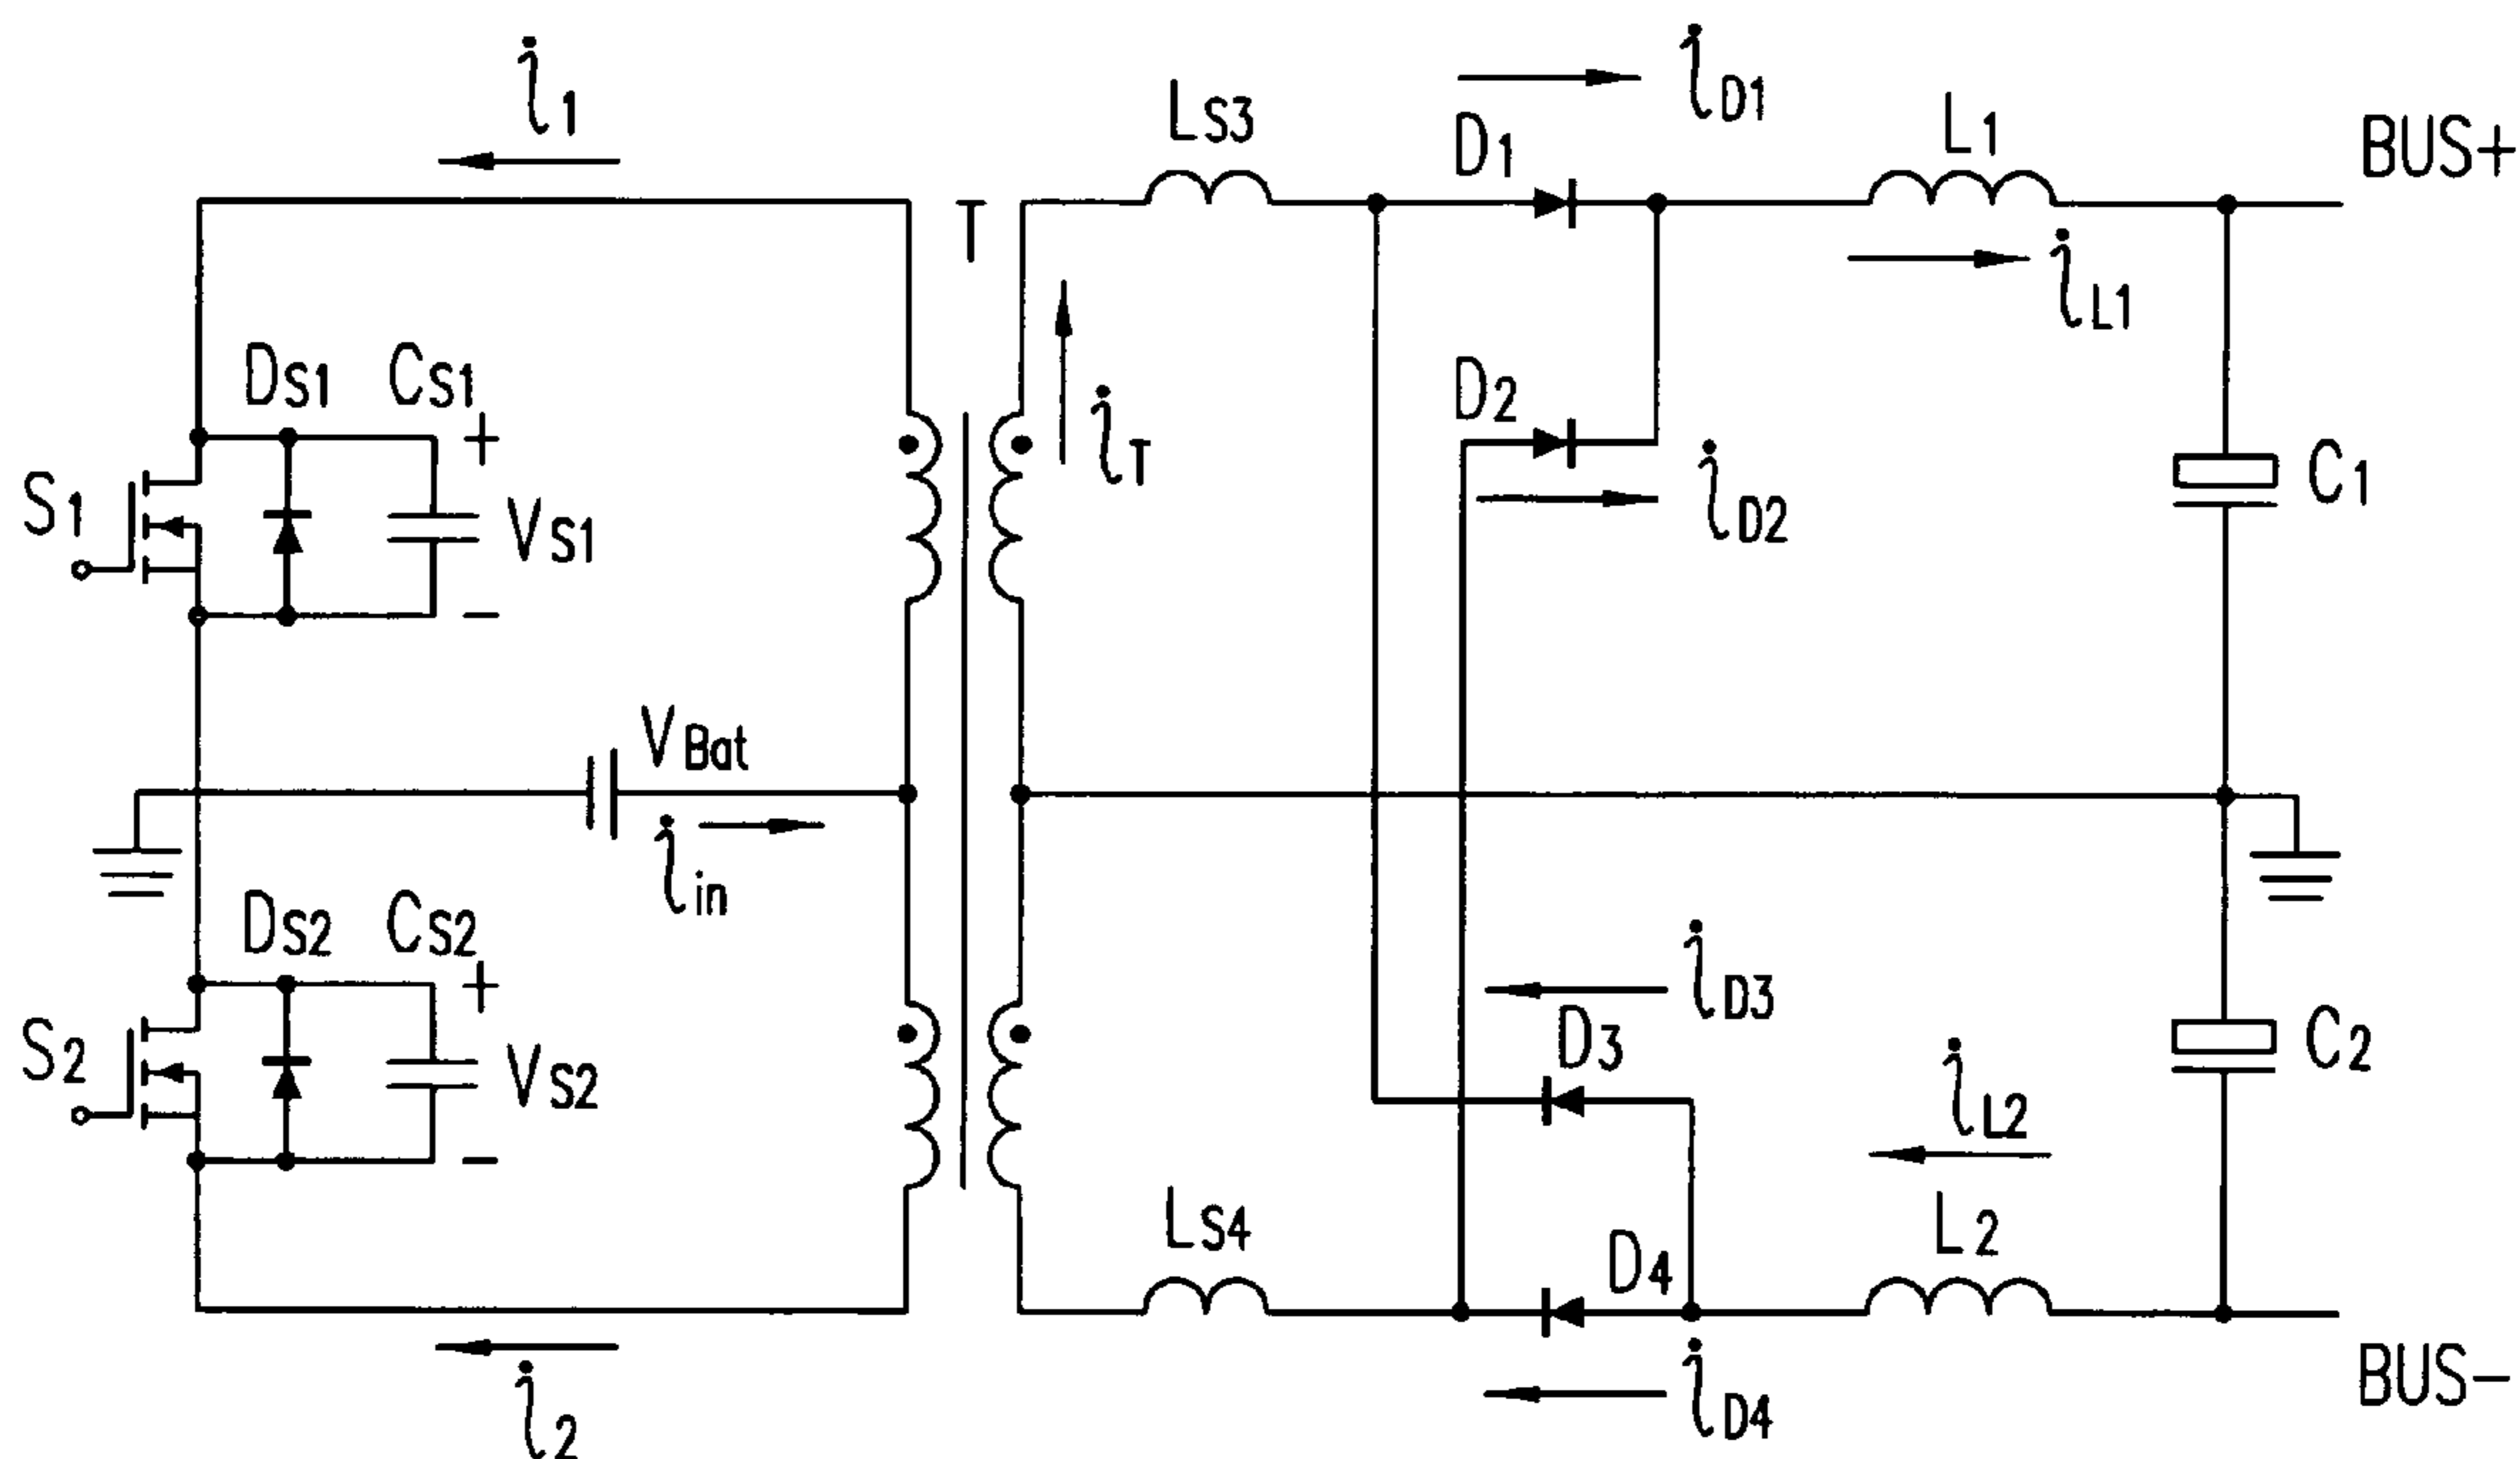 i1
LS3
iD1
D1
L1
BUS+
T
iL1
DS1
CS1
+
D2
iT
S1
VS1
iD2
C1
−
VBat
iin
DS2
CS2
+
iD3
D3
S2
VS2
C2
iL2
−
LS4
D4
L2
i2
iD4
BUS−